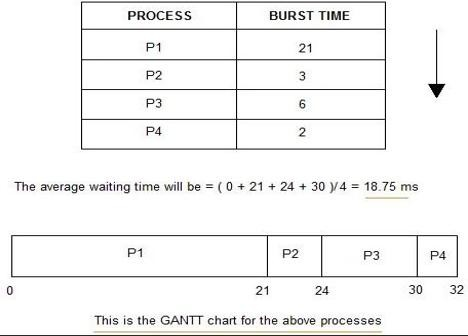 PROCESS BURST TIME
P1 21
P2 3
P3 6
P4 2
The average waiting time will be = ( 0 + 21 + 24 + 30 )/4 = 18.75 ms
P1 P2 P3 P4
0 21 24 30 32
This is the GANTT chart for the above processes